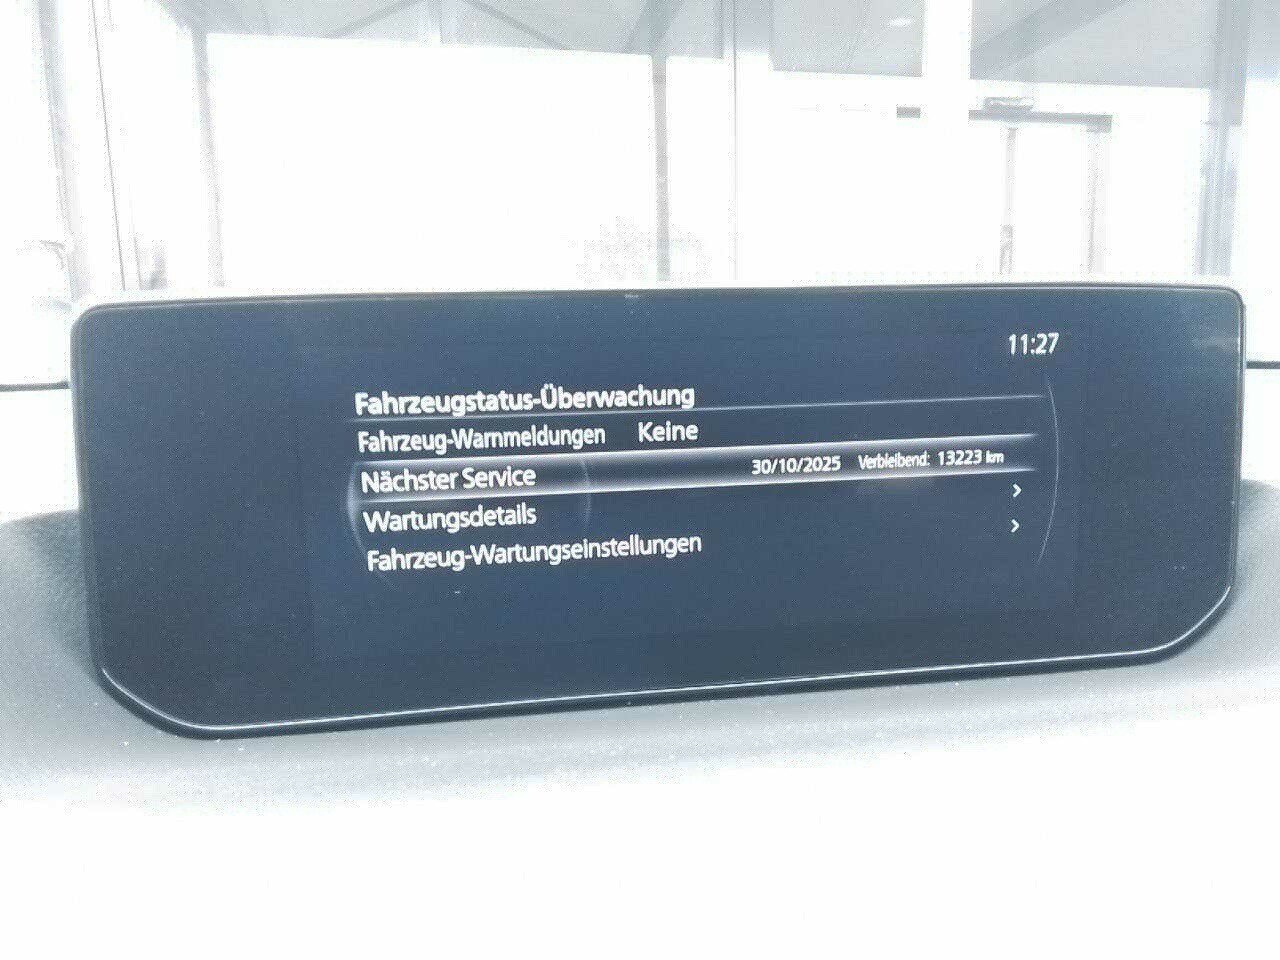 11:27
Fahrzeugstatus-Überwachung
Fahrzeug-Warnmeldungen Keine
Nächster Service 30/10/2025 Verbleibend: 13223 km
Wartungsdetails
Fahrzeug-Wartungseinstellungen